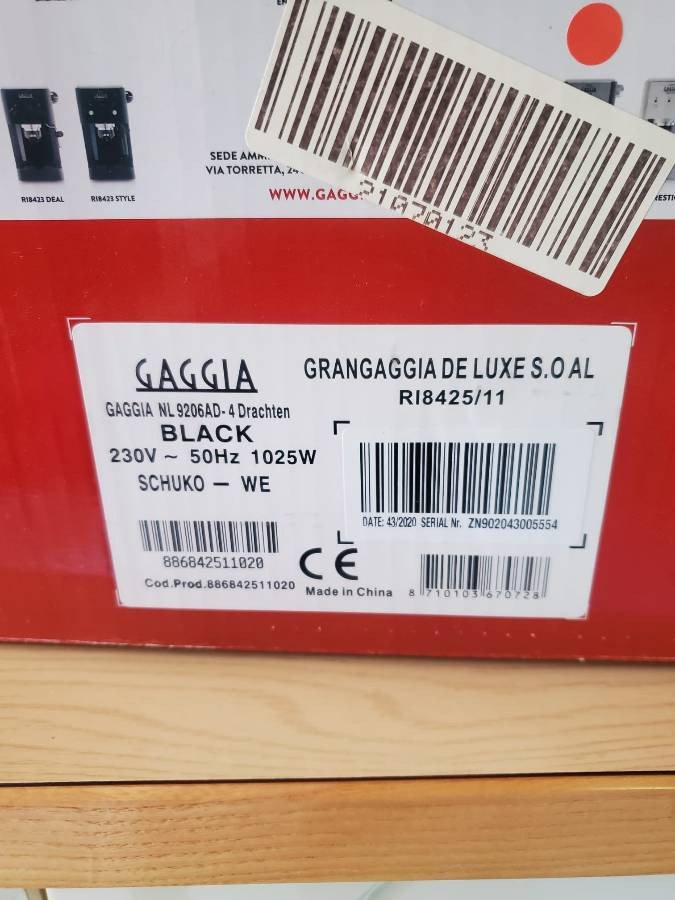 RI8423 DEAL
RI8423 STYLE
SEDE AMM
VIA TORRETTA, 24
WWW.GAGG
21020123
GAGGIA
GAGGIA NL 9206AD-4 Drachten
BLACK
230V ~ 50Hz 1025W
SCHUKO — WE
886842511020
Cod.Prod.886842511020
GRANGAGGIA DE LUXE S.O AL
RI8425/11
DATE: 43/2020 SERIAL Nr. ZN902043005554
CE
Made in China
8 710103 670728